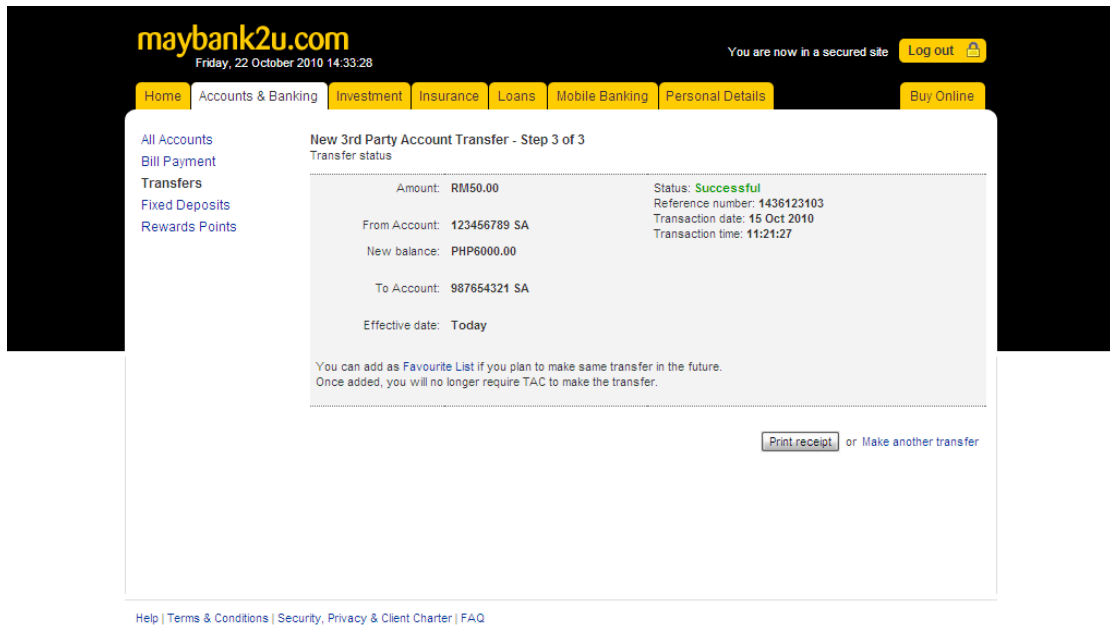 maybank2u.com
Friday, 22 October 2010 14:33:28
You are now in a secured site
Log out
Home
Accounts & Banking
Investment
Insurance
Loans
Mobile Banking
Personal Details
Buy Online
All Accounts
Bill Payment
Transfers
Fixed Deposits
Rewards Points
New 3rd Party Account Transfer - Step 3 of 3
Transfer status
Amount: RM50.00
From Account: 123456789 SA
New balance: PHP6000.00
To Account: 987654321 SA
Effective date: Today
Status: Successful
Reference number: 1436123103
Transaction date: 15 Oct 2010
Transaction time: 11:21:27
You can add as Favourite List if you plan to make same transfer in the future.
Once added, you will no longer require TAC to make the transfer.
Print receipt or Make another transfer
Help | Terms & Conditions | Security, Privacy & Client Charter | FAQ